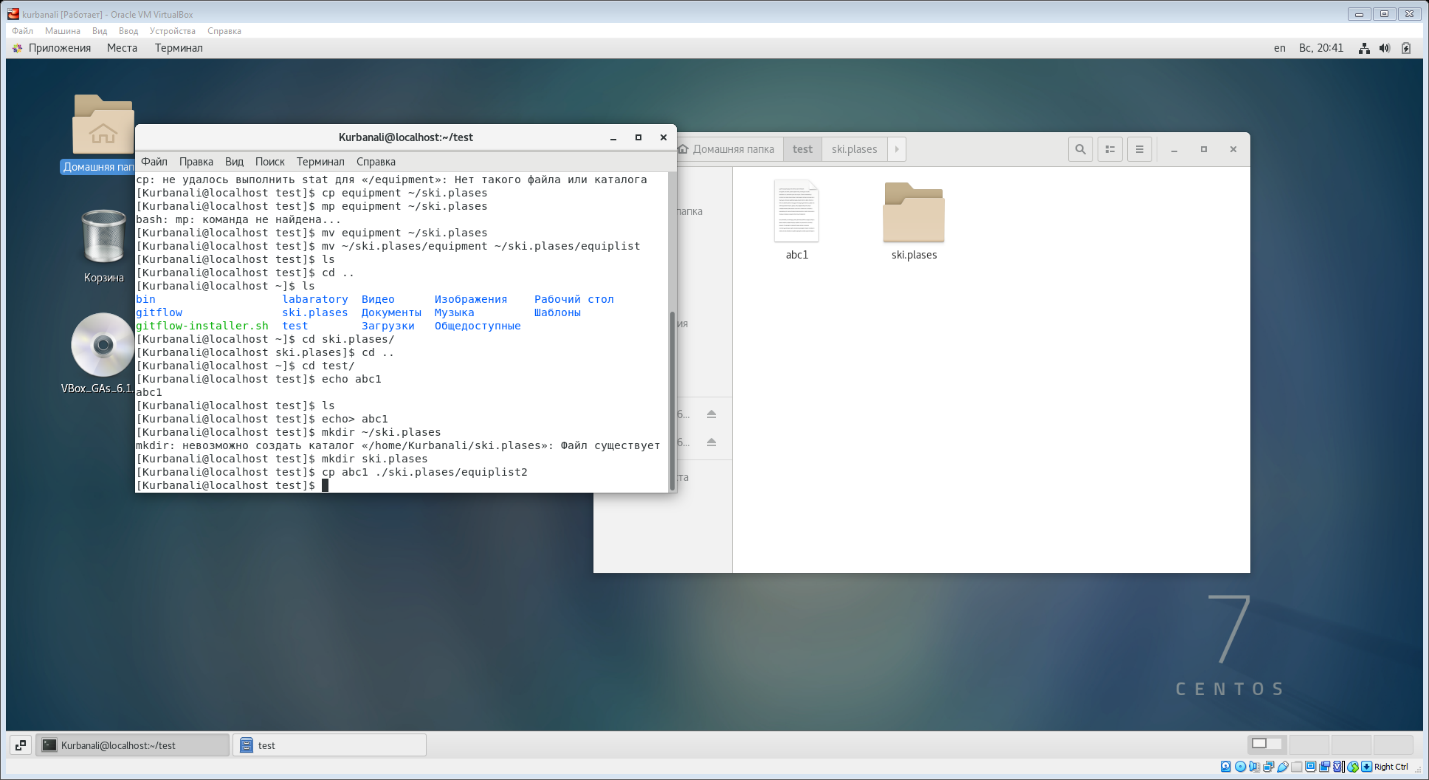 kurbanali [Работает] - Oracle VM VirtualBox
Файл Машина Вид Ввод Устройства Справка
Приложения Места Терминал
en Вс, 20:41
Домашняя пап
Корзина
VBox_GAs_6.1.
Kurbanali@localhost:~/test
Файл Правка Вид Поиск Терминал Справка
cp: не удалось выполнить stat для «/equipment»: Нет такого файла или каталога
[Kurbanali@localhost test]$ cp equipment ~/ski.plases
[Kurbanali@localhost test]$ mp equipment ~/ski.plases
bash: mp: команда не найдена...
[Kurbanali@localhost test]$ mv equipment ~/ski.plases
[Kurbanali@localhost test]$ mv ~/ski.plases/equipment ~/ski.plases/equiplist
[Kurbanali@localhost test]$ ls
[Kurbanali@localhost test]$ cd ..
[Kurbanali@localhost ~]$ ls
bin labaratory Видео Изображения Рабочий стол
gitflow ski.plases Документы Музыка Шаблоны
gitflow-installer.sh test Загрузки Общедоступные
[Kurbanali@localhost ~]$ cd ski.plases/
[Kurbanali@localhost ski.plases]$ cd ..
[Kurbanali@localhost ~]$ cd test/
[Kurbanali@localhost test]$ echo abc1
abc1
[Kurbanali@localhost test]$ ls
[Kurbanali@localhost test]$ echo> abc1
[Kurbanali@localhost test]$ mkdir ~/ski.plases
mkdir: невозможно создать каталог «/home/Kurbanali/ski.plases»: Файл существует
[Kurbanali@localhost test]$ mkdir ski.plases
[Kurbanali@localhost test]$ cp abc1 ./ski.plases/equiplist2
[Kurbanali@localhost test]$
Домашняя папка test ski.plases
папка
ия
б...
б...
та
abc1
ski.plases
7
CENTOS
Kurbanali@localhost:~/test
test
Right Ctrl